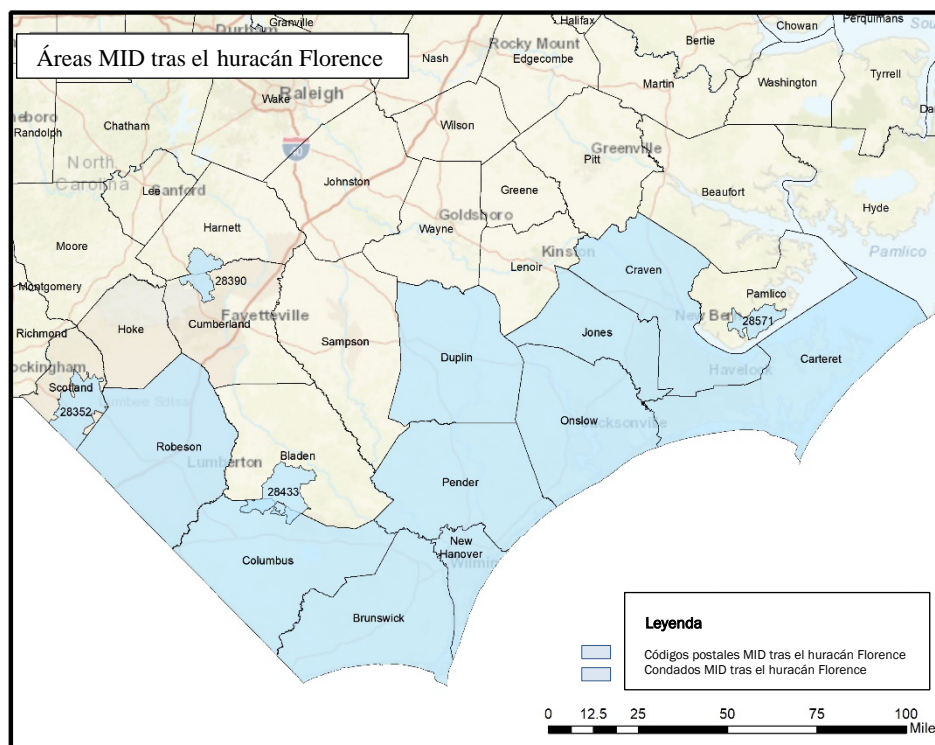 Granville
Halifax
Chowan
Perquimans
Durham
Nash
Rocky Mount
Edgecombe
Bertie
Áreas MID tras el huracán Florence
Martin
Washington
Tyrrell
Raleigh
Wake
Randolph
Chatham
Wilson
North
Carolina
Lee
Sanford
40
Johnston
Greenville
Pitt
Greene
Beaufort
Hyde
Goldsboro
Wayne
Harnett
Moore
Kinston
Lenoir
Craven
Pamlico
28390
Montgomery
Pamlico
New Bern
28571
Richmond
Hoke
Cumberland
Fayetteville
Sampson
Duplin
Jones
Carteret
Scotland
Havelock
28352
Onslow
Robeson
Lumberton
Bladen
28433
Pender
New
Hanover
Columbus
Brunswick
Leyenda
Códigos postales MID tras el huracán Florence
Condados MID tras el huracán Florence
0 12.5 25 50 75 100
Mile